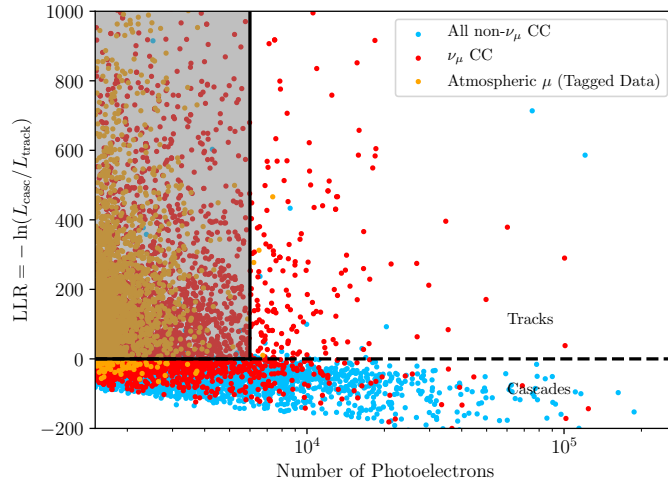 1000
800
600
400
200
0
−200
LLR = − ln(L_casc/L_track)
All non-ν_μ CC
ν_μ CC
Atmospheric μ (Tagged Data)
Tracks
Cascades
10^4
10^5
Number of Photoelectrons